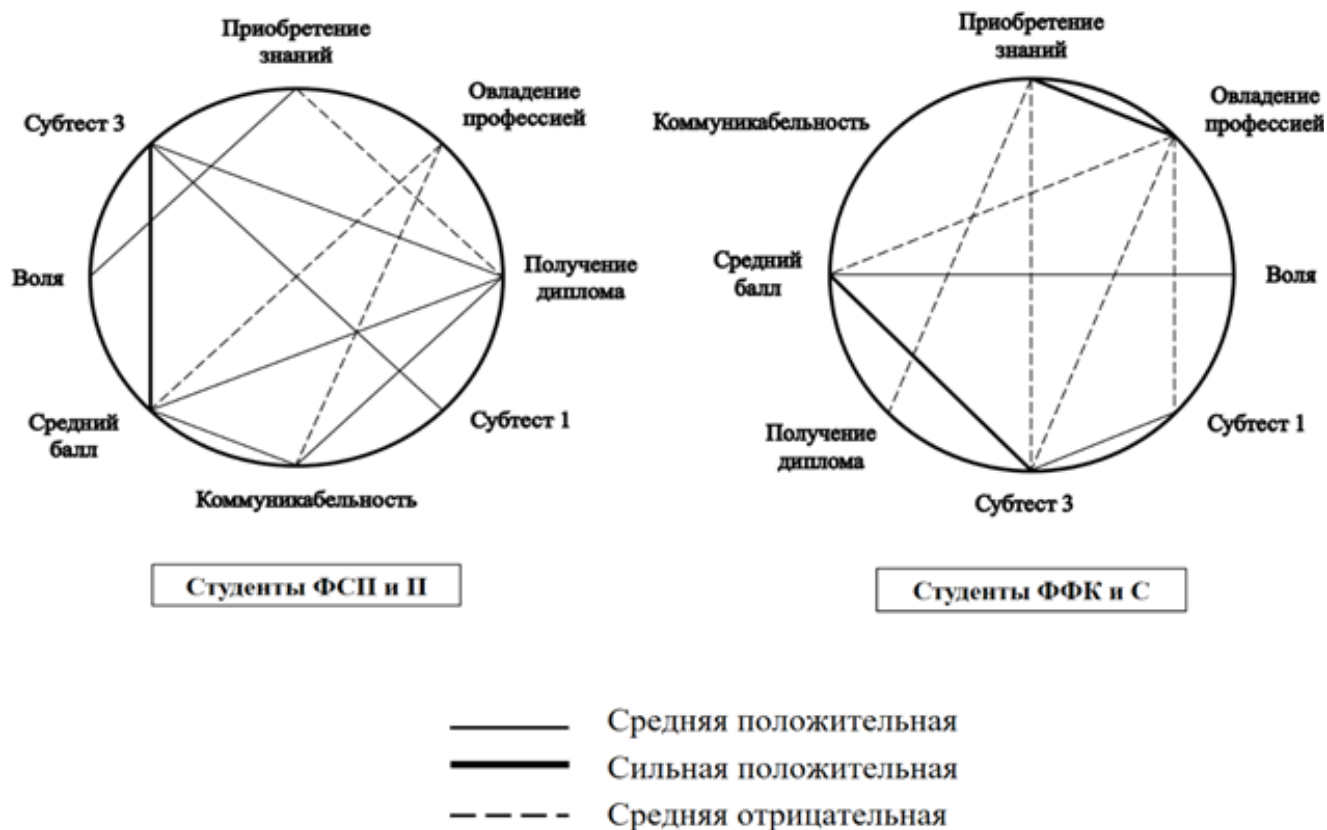 Приобретение
знаний
Овладение
профессией
Субтест 3
Воля
Получение
диплома
Средний
балл
Субтест 1
Коммуникабельность
Студенты ФСП и П
Приобретение
знаний
Овладение
профессией
Коммуникабельность
Средний
балл
Воля
Получение
диплома
Субтест 1
Субтест 3
Студенты ФФК и С
Средняя положительная
Сильная положительная
Средняя отрицательная